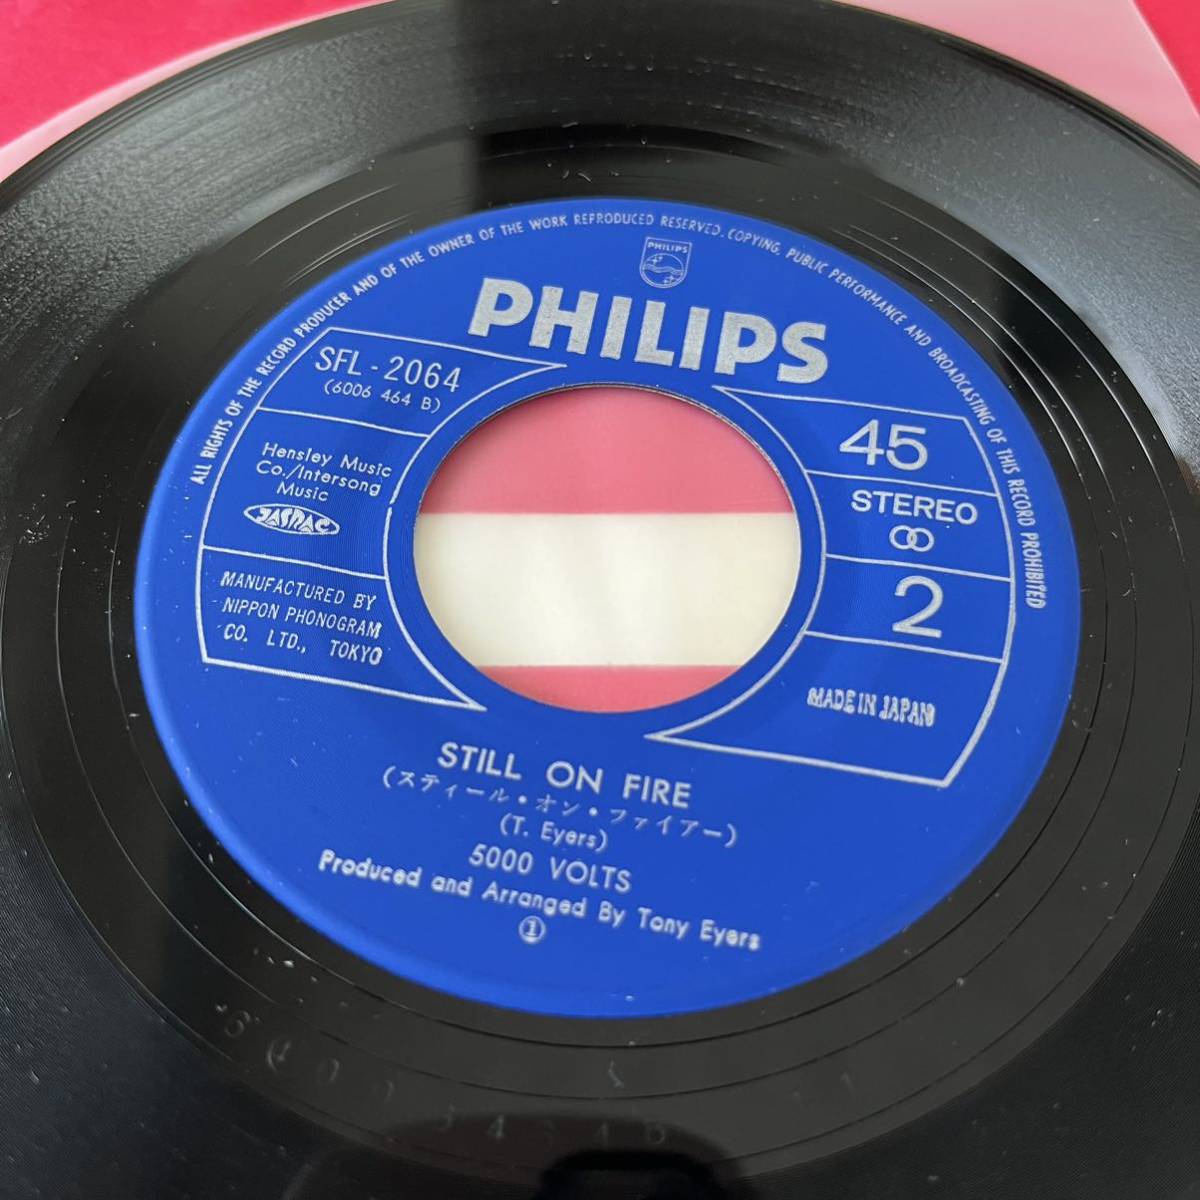 ALL RIGHTS OF THE RECORD PRODUCER AND OF THE OWNER OF THE WORK REPRODUCED RESERVED. COPYING, PUBLIC PERFORMANCE AND BROADCASTING OF THIS RECORD PROHIBITED
PHILIPS
PHILIPS
SFL-2064
(6006 464 B)
Hensley Music
Co./Intersong
Music
JASRAC
MANUFACTURED BY
NIPPON PHONOGRAM
CO. LTD., TOKYO
45
STEREO
2
MADE IN JAPAN
STILL ON FIRE
(スティール・オン・ファイアー)
(T. Eyers)
5000 VOLTS
Produced and Arranged By Tony Eyers
①